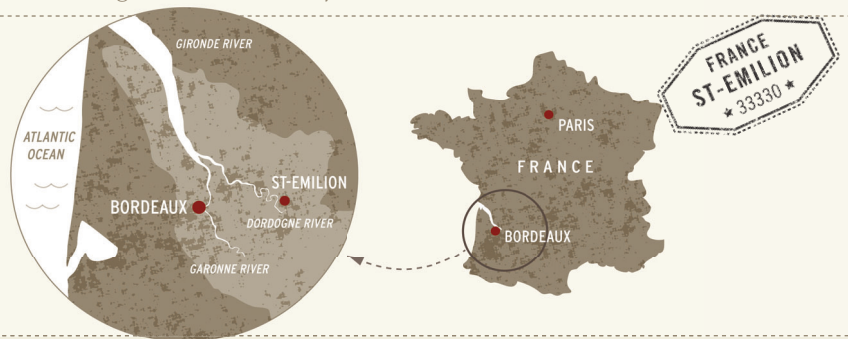 GIRONDE RIVER
ATLANTIC
OCEAN
ST-EMILION
BORDEAUX
DORDOGNE RIVER
GARONNE RIVER
PARIS
FRANCE
BORDEAUX
FRANCE
ST-EMILION
★ 33330 ★